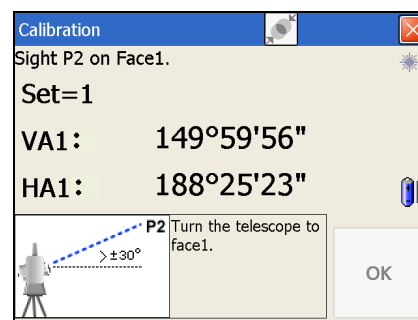 Calibration
Sight P2 on Face1.
Set=1
VA1: 149°59'56"
HA1: 188°25'23"
P2
>±30°
Turn the telescope to
face1.
OK